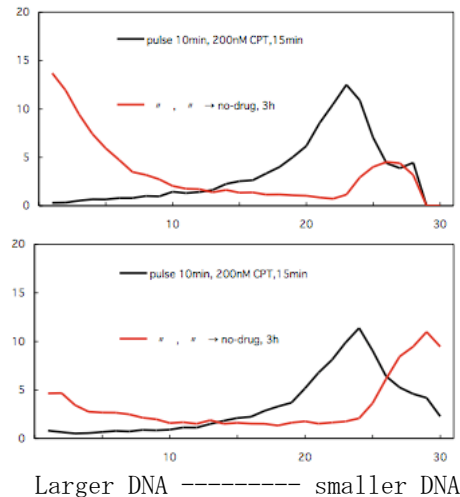 20
pulse 10min, 200nM CPT,15min
15
〃 , 〃 → no-drug, 3h
10
5
0
10 20 30
20
pulse 10min, 200nM CPT,15min
15
〃 , 〃 → no-drug, 3h
10
5
0
10 20 30
Larger DNA --------- smaller DNA